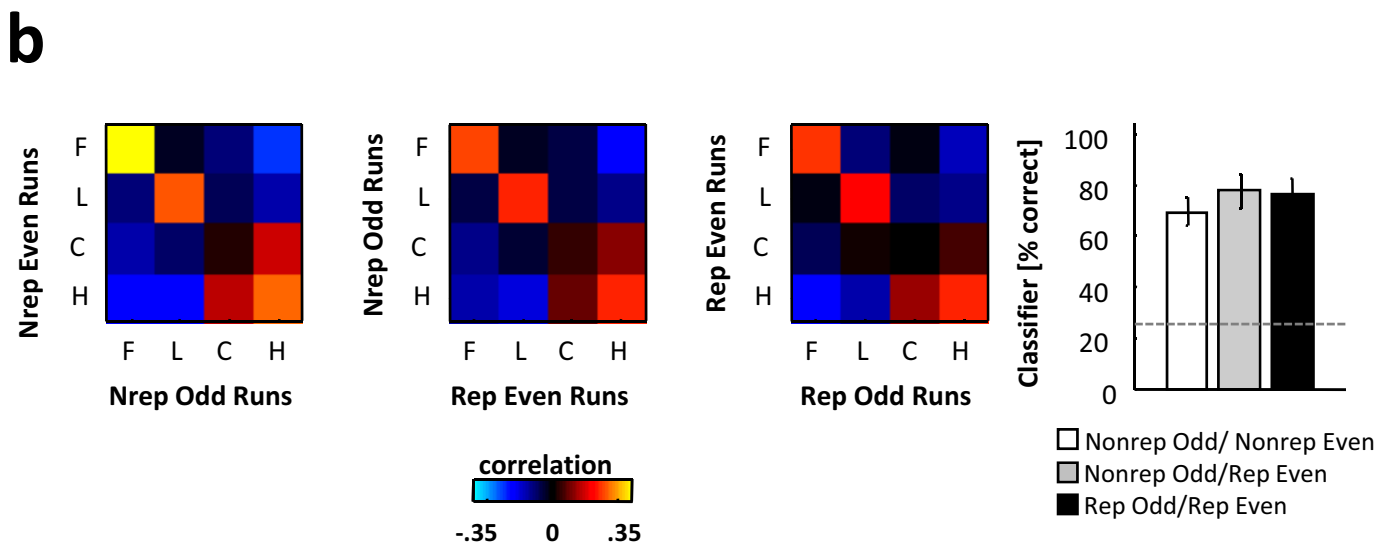 b
Nrep Even Runs
F
L
C
H
F L C H
Nrep Odd Runs
Nrep Odd Runs
F
L
C
H
F L C H
Rep Even Runs
Rep Even Runs
F
L
C
H
F L C H
Rep Odd Runs
correlation
-.35 0 .35
Classifier [% correct]
100
80
60
40
20
0
Nonrep Odd/ Nonrep Even
Nonrep Odd/Rep Even
Rep Odd/Rep Even